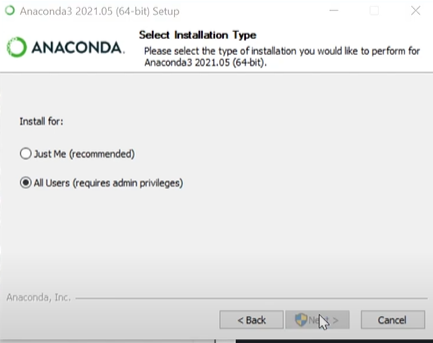 Anaconda3 2021.05 (64-bit) Setup
ANACONDA.
Select Installation Type
Please select the type of installation you would like to perform for
Anaconda3 2021.05 (64-bit).
Install for:
Just Me (recommended)
All Users (requires admin privileges)
Anaconda, Inc.
< Back
Next >
Cancel